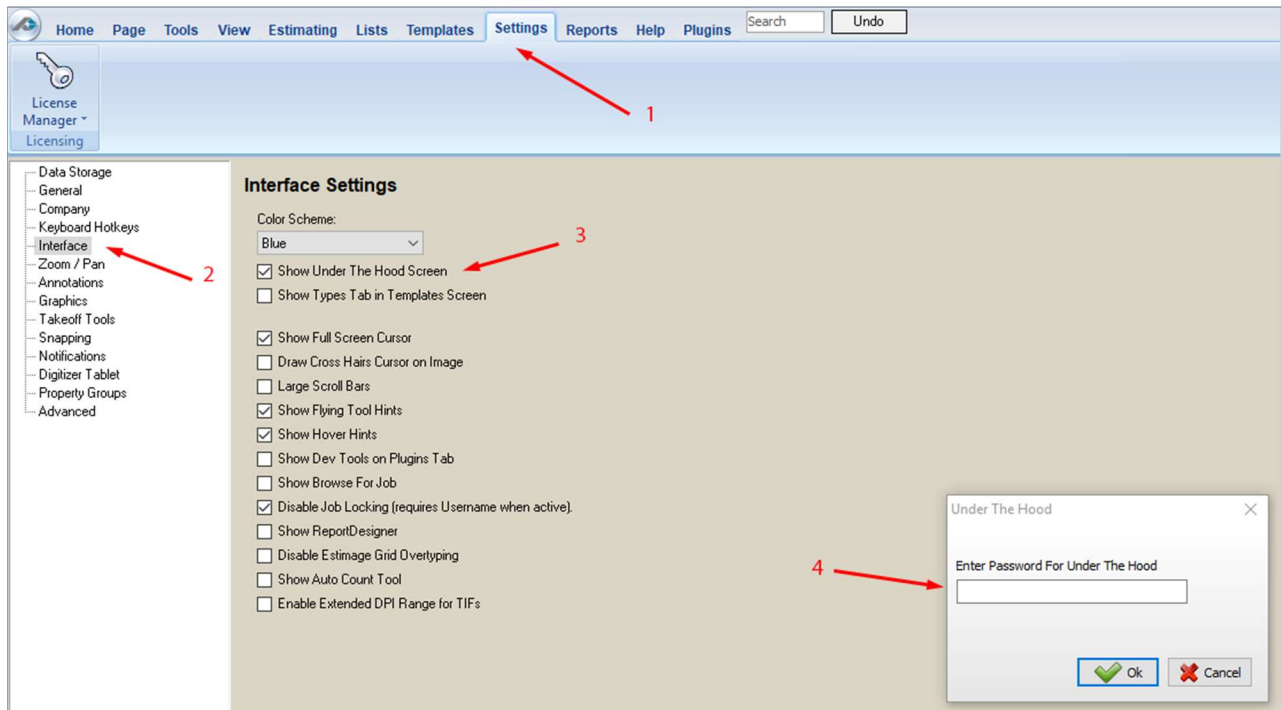 Home Page Tools View Estimating Lists Templates Settings Reports Help Plugins Search Undo
License
Manager
Licensing
1
Data Storage
General
Company
Keyboard Hotkeys
Interface
Zoom / Pan
Annotations
Graphics
Takeoff Tools
Snapping
Notifications
Digitizer Tablet
Property Groups
Advanced
2
Interface Settings
Color Scheme:
Blue
3
Show Under The Hood Screen
Show Types Tab in Templates Screen
Show Full Screen Cursor
Draw Cross Hairs Cursor on Image
Large Scroll Bars
Show Flying Tool Hints
Show Hover Hints
Show Dev Tools on Plugins Tab
Show Browse For Job
Disable Job Locking (requires Username when active).
Show ReportDesigner
Disable Estimage Grid Overtyping
Show Auto Count Tool
Enable Extended DPI Range for TIFs
4
Under The Hood
Enter Password For Under The Hood
Ok Cancel